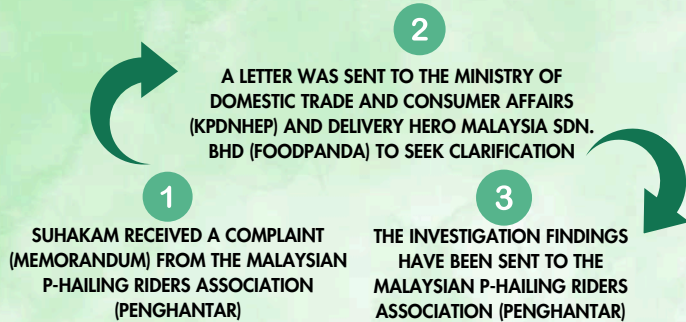 1
SUHAKAM RECEIVED A COMPLAINT
(MEMORANDUM) FROM THE MALAYSIAN
P-HAILING RIDERS ASSOCIATION
(PENGHANTAR)
2
A LETTER WAS SENT TO THE MINISTRY OF
DOMESTIC TRADE AND CONSUMER AFFAIRS
(KPDNHEP) AND DELIVERY HERO MALAYSIA SDN.
BHD (FOODPANDA) TO SEEK CLARIFICATION
3
THE INVESTIGATION FINDINGS
HAVE BEEN SENT TO THE
MALAYSIAN P-HAILING RIDERS
ASSOCIATION (PENGHANTAR)